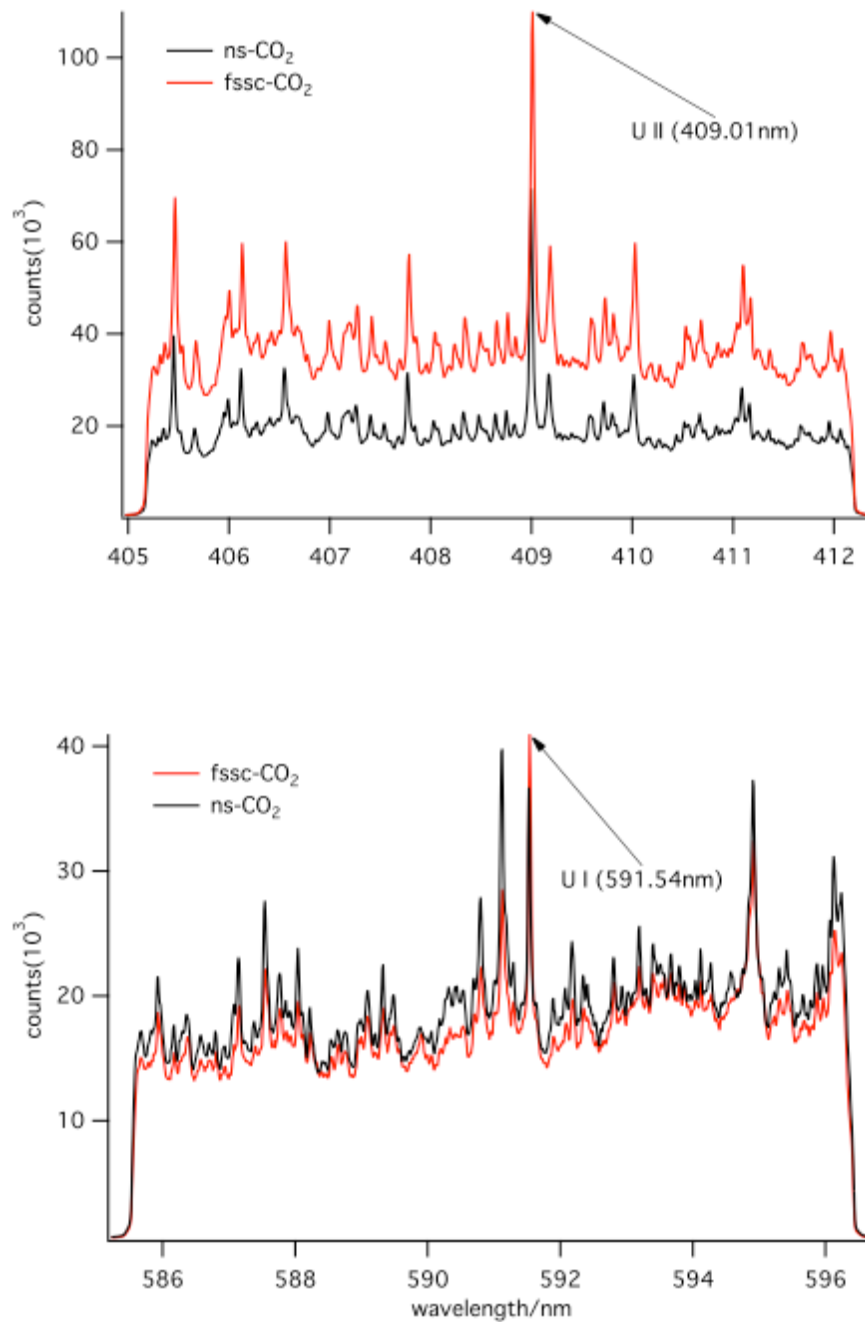 ns-CO₂
fssc-CO₂
U II (409.01nm)
counts(10³)
100
80
60
40
20
405 406 407 408 409 410 411 412
fssc-CO₂
ns-CO₂
U I (591.54nm)
counts(10³)
40
30
20
10
586 588 590 592 594 596
wavelength/nm